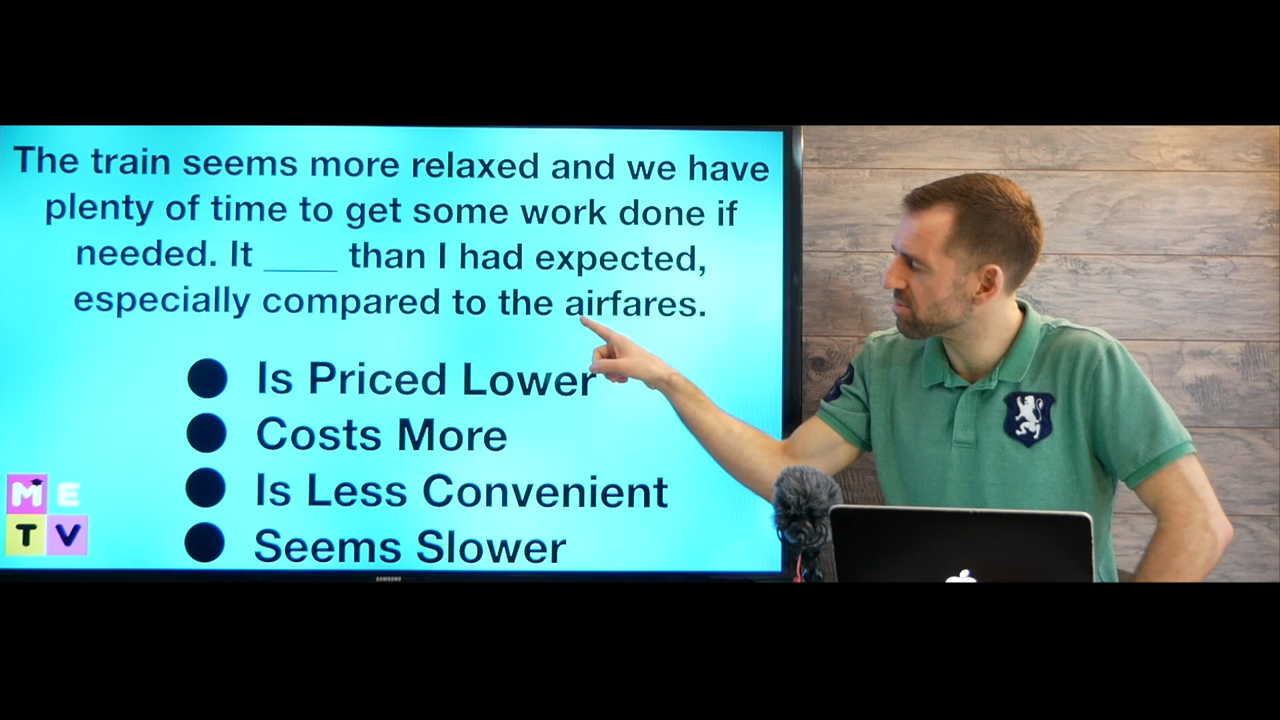 The train seems more relaxed and we have
plenty of time to get some work done if
needed. It ____ than I had expected,
especially compared to the airfares.
Is Priced Lower
Costs More
Is Less Convenient
Seems Slower
M E
T V
SAMSUNG